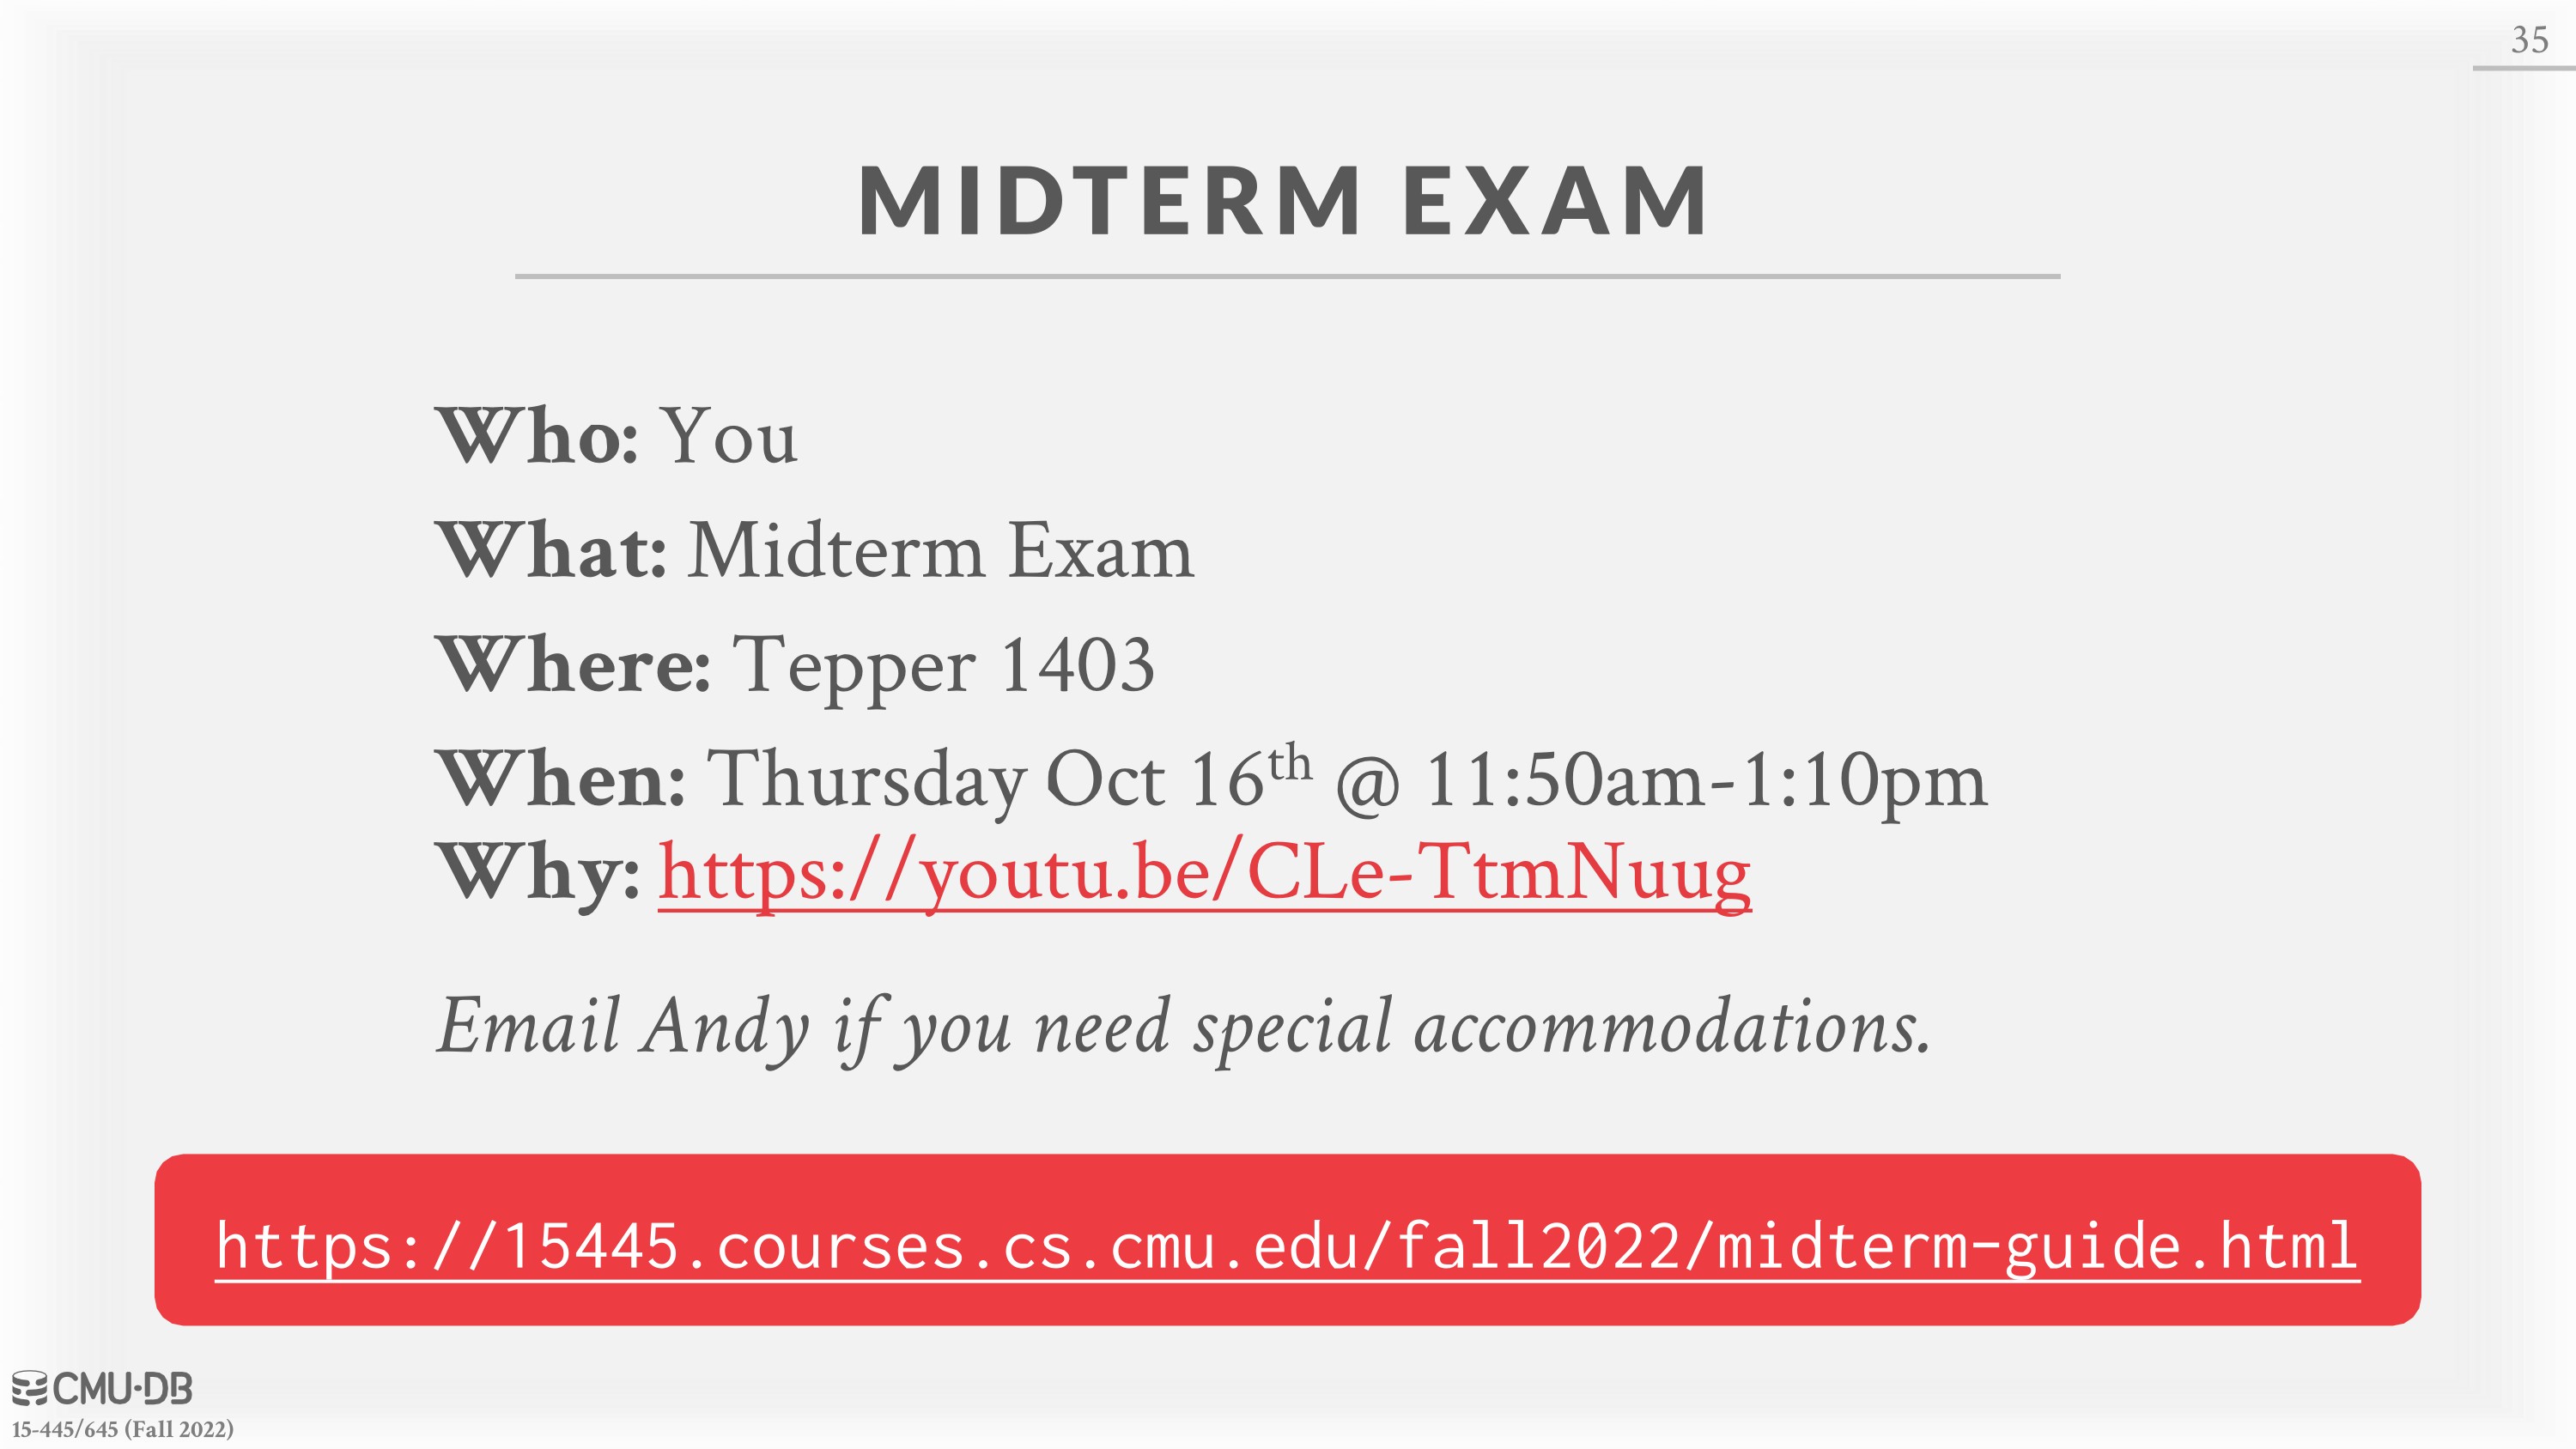 35
MIDTERM EXAM
Who: You
What: Midterm Exam
Where: Tepper 1403
When: Thursday Oct 16th @ 11:50am-1:10pm
Why: https://youtu.be/CLe-TtmNuug
Email Andy if you need special accommodations.
https://15445.courses.cs.cmu.edu/fall2022/midterm-guide.html
CMU·DB
15-445/645 (Fall 2022)